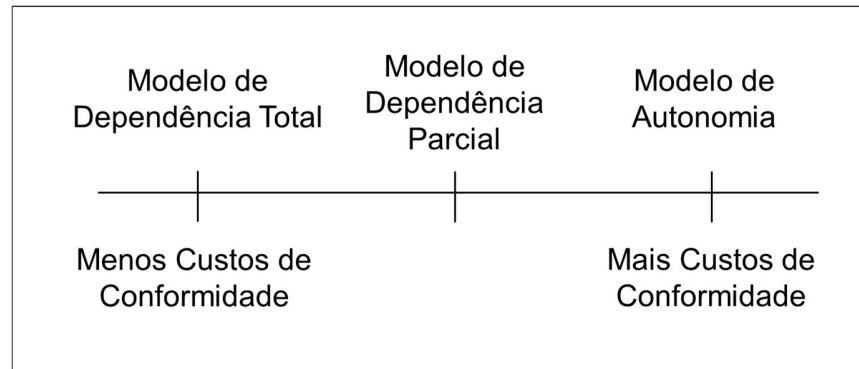 Modelo de
Dependência Total
Modelo de
Dependência
Parcial
Modelo de
Autonomia
Menos Custos de
Conformidade
Mais Custos de
Conformidade